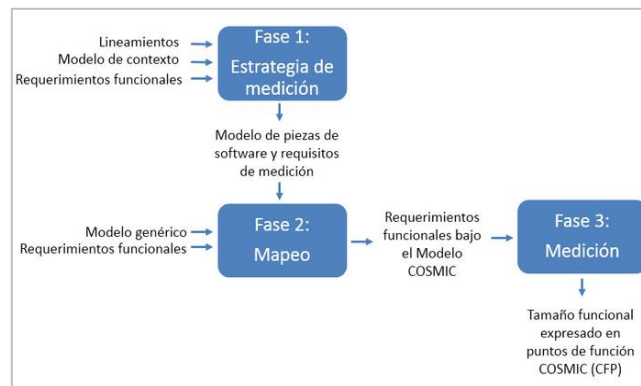 Lineamientos
Modelo de contexto
Requerimientos funcionales
Fase 1:
Estrategia de
medición
Modelo de piezas de
software y requisitos
de medición
Modelo genérico
Requerimientos funcionales
Fase 2:
Mapeo
Requerimientos
funcionales bajo
el Modelo
COSMIC
Fase 3:
Medición
Tamaño funcional
expresado en
puntos de función
COSMIC (CFP)